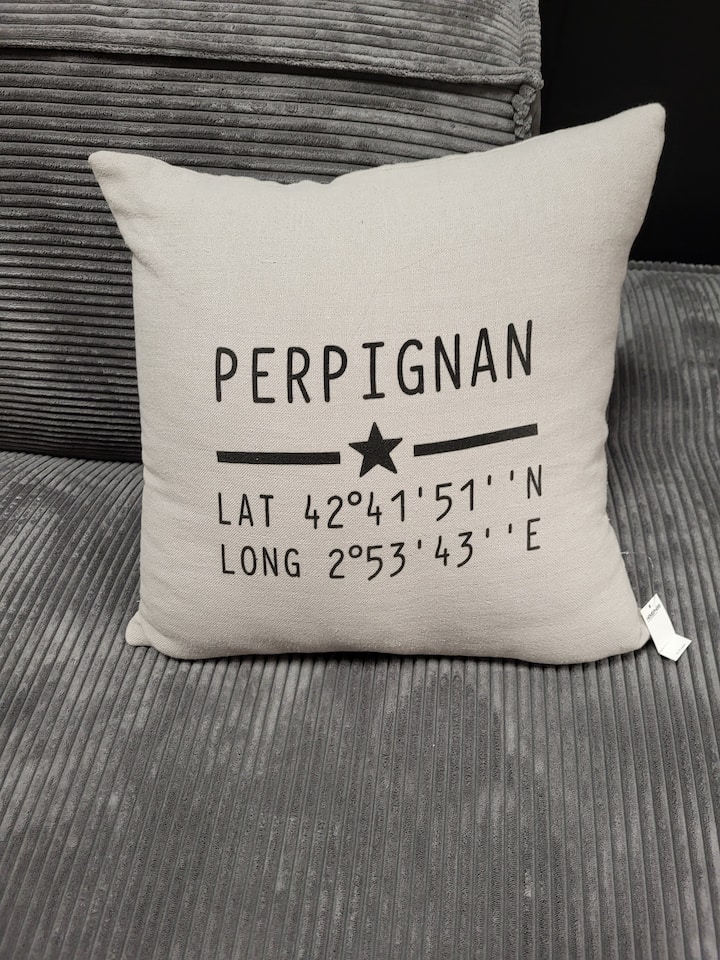 PERPIGNAN
LAT 42°41'51''N
LONG 2°53'43''E